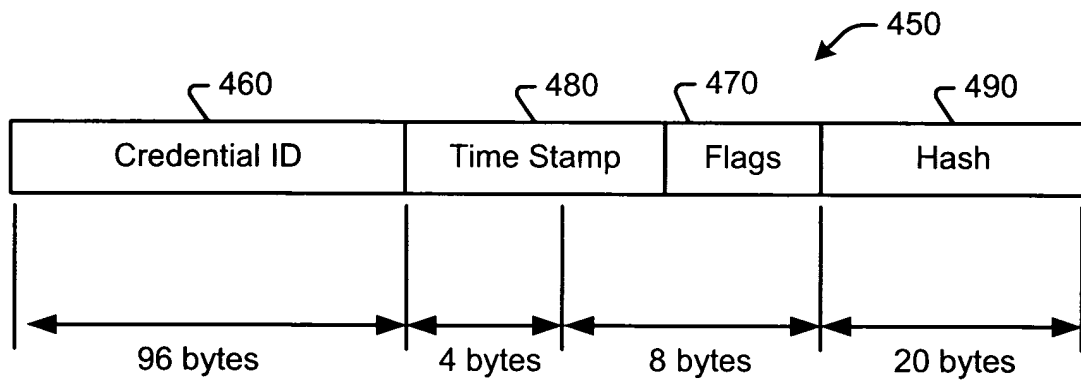 450
460 480 470 490
Credential ID Time Stamp Flags Hash
96 bytes 4 bytes 8 bytes 20 bytes